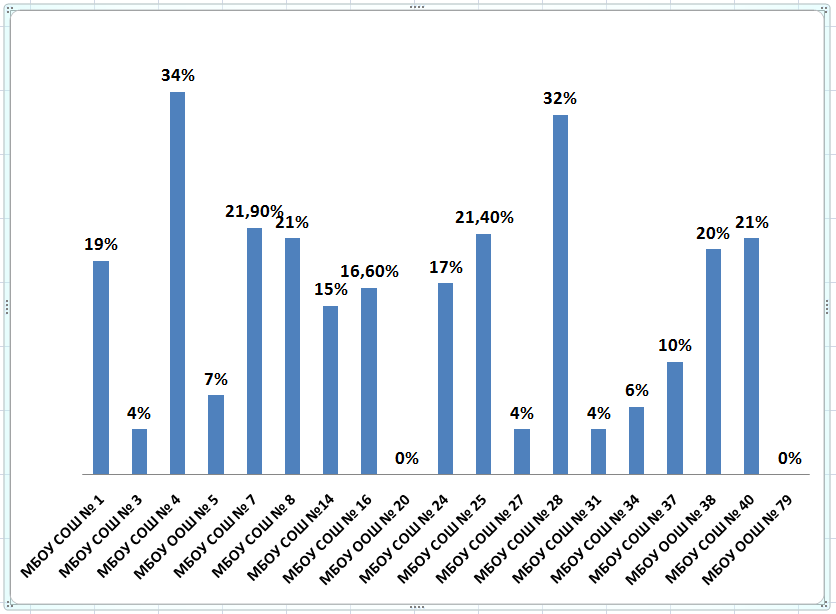 34%
32%
21,90%
21%
21,40%
21%
20%
19%
16,60%
17%
15%
10%
7%
6%
4%
4%
4%
0%
0%
МБОУ СОШ № 1
МБОУ СОШ № 3
МБОУ СОШ № 4
МБОУ ООШ № 5
МБОУ СОШ № 7
МБОУ СОШ № 8
МБОУ СОШ №14
МБОУ СОШ № 16
МБОУ ООШ № 20
МБОУ СОШ № 24
МБОУ СОШ № 25
МБОУ СОШ № 27
МБОУ СОШ № 28
МБОУ СОШ № 31
МБОУ СОШ № 34
МБОУ СОШ № 37
МБОУ ООШ № 38
МБОУ СОШ № 40
МБОУ ООШ № 79